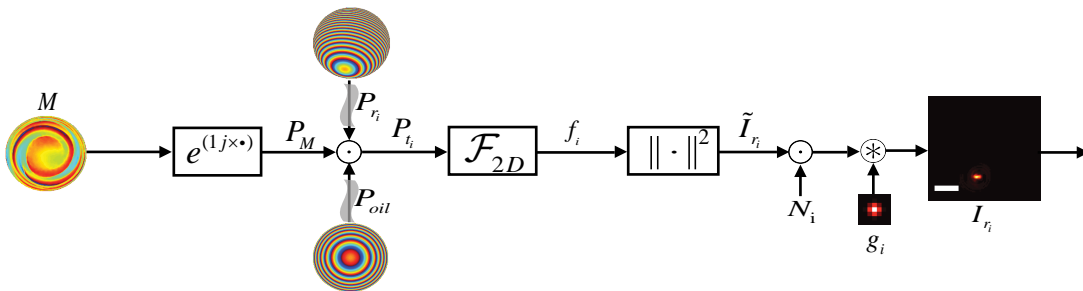 M
e^{(1j×•)}
P_M
P_{r_i}
P_{oil}
P_{t_i}
ℱ_{2D}
f_i
‖ · ‖²
Ĩ_{r_i}
N_i
g_i
I_{r_i}